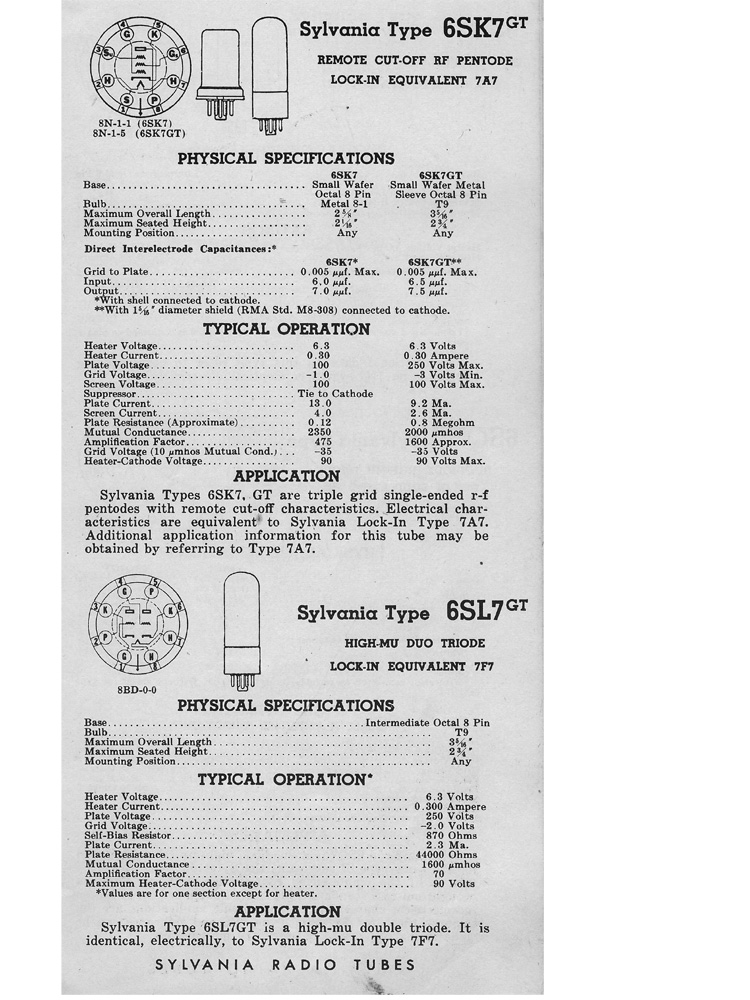 Sylvania Type 6SK7GT
REMOTE CUT-OFF RF PENTODE
LOCK-IN EQUIVALENT 7A7
8N-1-1 (6SK7)
8N-1-5 (6SK7GT)
PHYSICAL SPECIFICATIONS
6SK7 6SK7GT
Base Small Wafer Small Wafer Metal
Octal 8 Pin Sleeve Octal 8 Pin
Bulb Metal 8-1 T9
Maximum Overall Length 2⅝" 3 5/16"
Maximum Seated Height 2 1/16" 2¾"
Mounting Position Any Any
Direct Interelectrode Capacitances:*
6SK7* 6SK7GT**
Grid to Plate 0.005 μμf. Max. 0.005 μμf. Max.
Input 6.0 μμf. 6.5 μμf.
Output 7.0 μμf. 7.5 μμf.
*With shell connected to cathode.
**With 1 5/16" diameter shield (RMA Std. M8-308) connected to cathode.
TYPICAL OPERATION
Heater Voltage 6.3 6.3 Volts
Heater Current 0.30 0.30 Ampere
Plate Voltage 100 250 Volts Max.
Grid Voltage -1.0 -3 Volts Min.
Screen Voltage 100 100 Volts Max.
Suppressor Tie to Cathode
Plate Current 13.0 9.2 Ma.
Screen Current 4.0 2.6 Ma.
Plate Resistance (Approximate) 0.12 0.8 Megohm
Mutual Conductance 2350 2000 μmhos
Amplification Factor 475 1600 Approx.
Grid Voltage (10 μmhos Mutual Cond.) -35 -35 Volts
Heater-Cathode Voltage 90 90 Volts Max.
APPLICATION
Sylvania Types 6SK7, GT are triple grid single-ended r-f
pentodes with remote cut-off characteristics. Electrical char-
acteristics are equivalent to Sylvania Lock-In Type 7A7.
Additional application information for this tube may be
obtained by referring to Type 7A7.
Sylvania Type 6SL7GT
HIGH-MU DUO TRIODE
LOCK-IN EQUIVALENT 7F7
8BD-0-0
PHYSICAL SPECIFICATIONS
Base Intermediate Octal 8 Pin
Bulb T9
Maximum Overall Length 3 5/16"
Maximum Seated Height 2¾"
Mounting Position Any
TYPICAL OPERATION*
Heater Voltage 6.3 Volts
Heater Current 0.300 Ampere
Plate Voltage 250 Volts
Grid Voltage -2.0 Volts
Self-Bias Resistor 870 Ohms
Plate Current 2.3 Ma.
Plate Resistance 44000 Ohms
Mutual Conductance 1600 μmhos
Amplification Factor 70
Maximum Heater-Cathode Voltage 90 Volts
*Values are for one section except for heater.
APPLICATION
Sylvania Type 6SL7GT is a high-mu double triode. It is
identical, electrically, to Sylvania Lock-In Type 7F7.
SYLVANIA RADIO TUBES